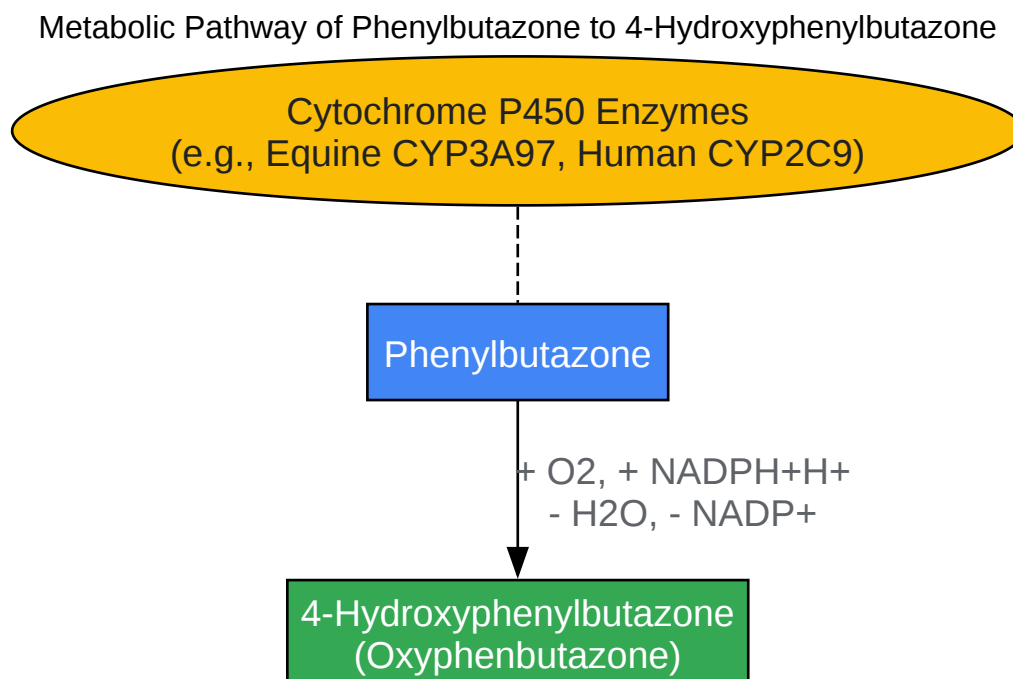 Metabolic Pathway of Phenylbutazone to 4-Hydroxyphenylbutazone
Cytochrome P450 Enzymes
(e.g., Equine CYP3A97, Human CYP2C9)
Phenylbutazone
+ O2, + NADPH+H+
- H2O, - NADP+
4-Hydroxyphenylbutazone
(Oxyphenbutazone)